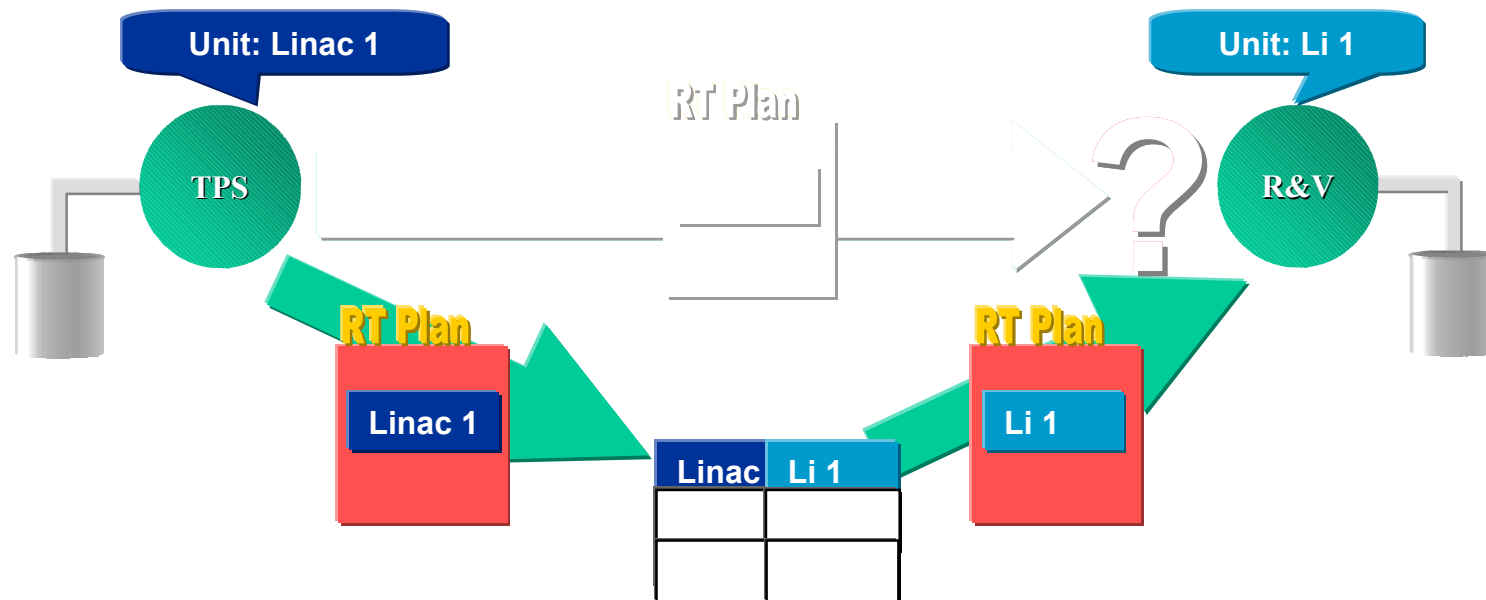 Unit: Linac 1
Unit: Li 1
RT Plan
?
TPS
R&V
RT Plan
RT Plan
Linac 1
Li 1
Linac
Li 1